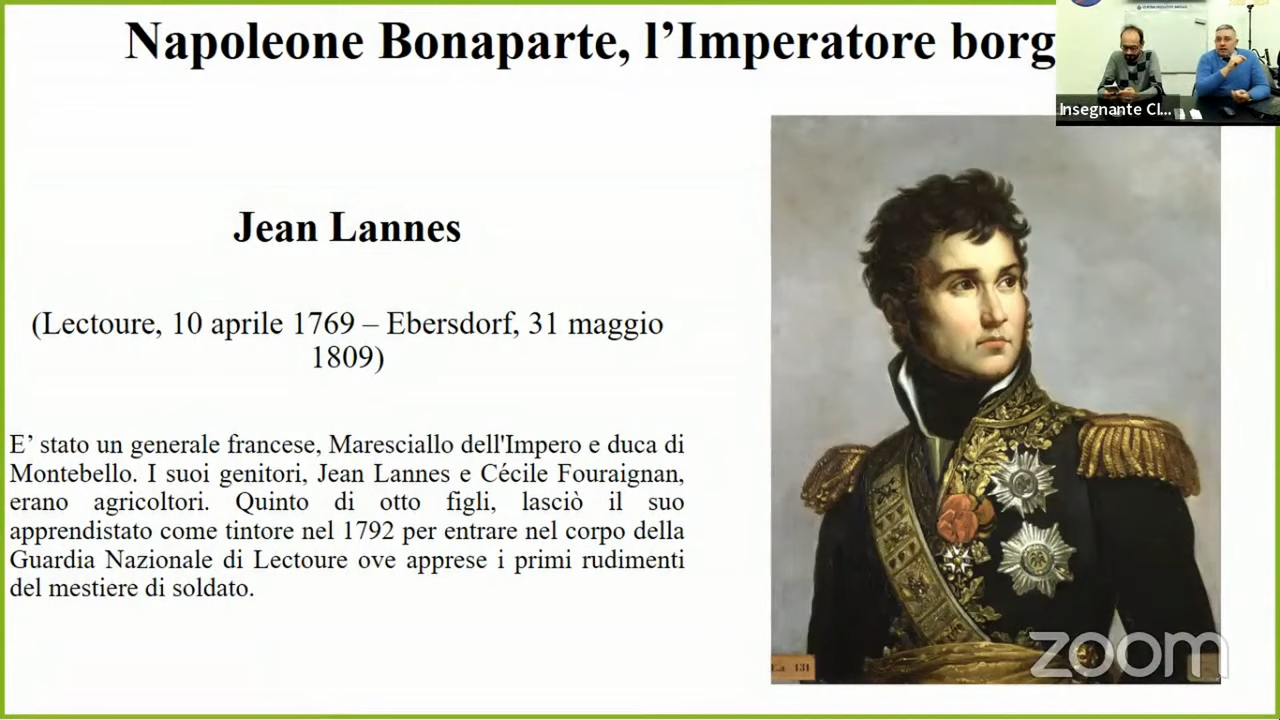 Napoleone Bonaparte, l’Imperatore borg
Insegnante Cl...
Jean Lannes
(Lectoure, 10 aprile 1769 – Ebersdorf, 31 maggio
1809)
E’ stato un generale francese, Maresciallo dell'Impero e duca di
Montebello. I suoi genitori, Jean Lannes e Cécile Fouraignan,
erano agricoltori. Quinto di otto figli, lasciò il suo
apprendistato come tintore nel 1792 per entrare nel corpo della
Guardia Nazionale di Lectoure ove apprese i primi rudimenti
del mestiere di soldato.
131
zoom